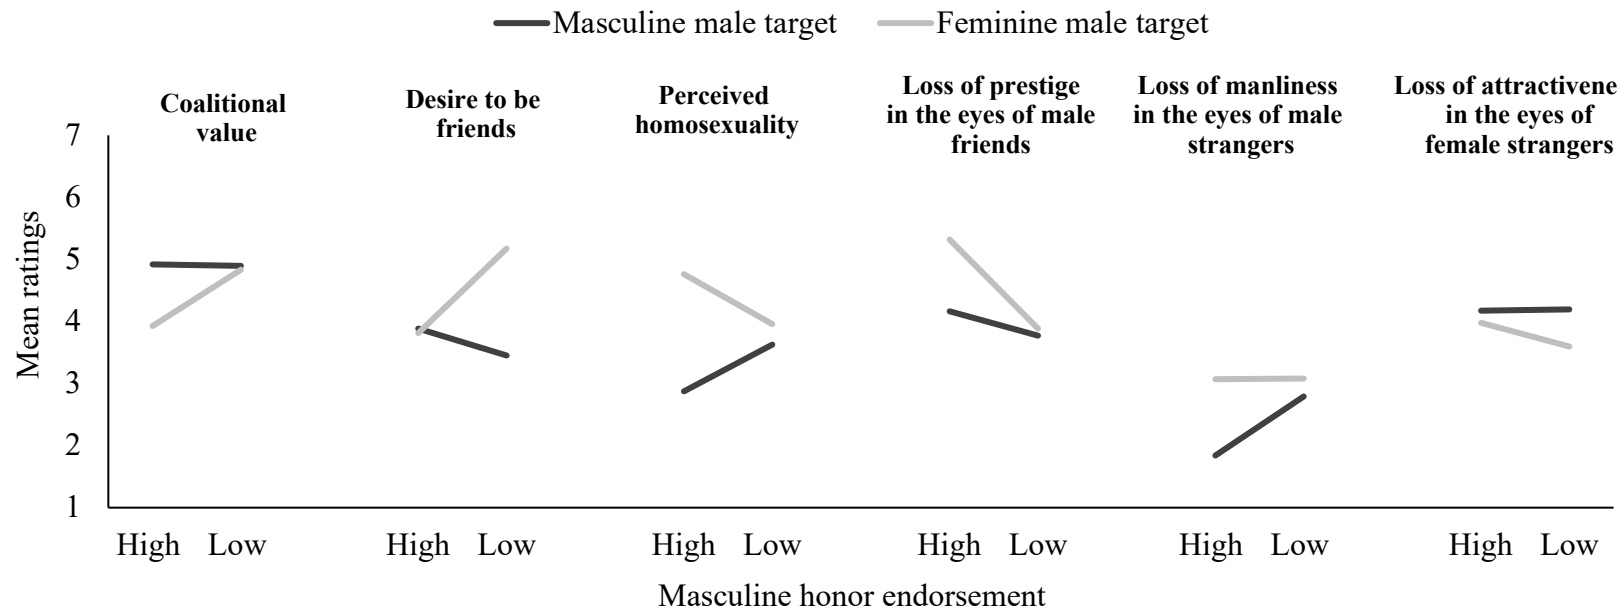 Masculine male target Feminine male target
Coalitional
value
Desire to be
friends
Perceived
homosexuality
Loss of prestige
in the eyes of male
friends
Loss of manliness
in the eyes of male
strangers
Loss of attractivene
in the eyes of
female strangers
7
6
5
4
3
2
1
Mean ratings
High Low High Low High Low High Low High Low High Low
Masculine honor endorsement